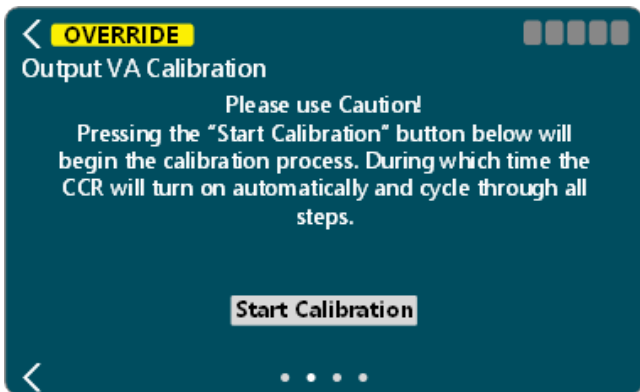 OVERRIDE
Output VA Calibration
Please use Caution!
Pressing the "Start Calibration" button below will
begin the calibration process. During which time the
CCR will turn on automatically and cycle through all
steps.
Start Calibration